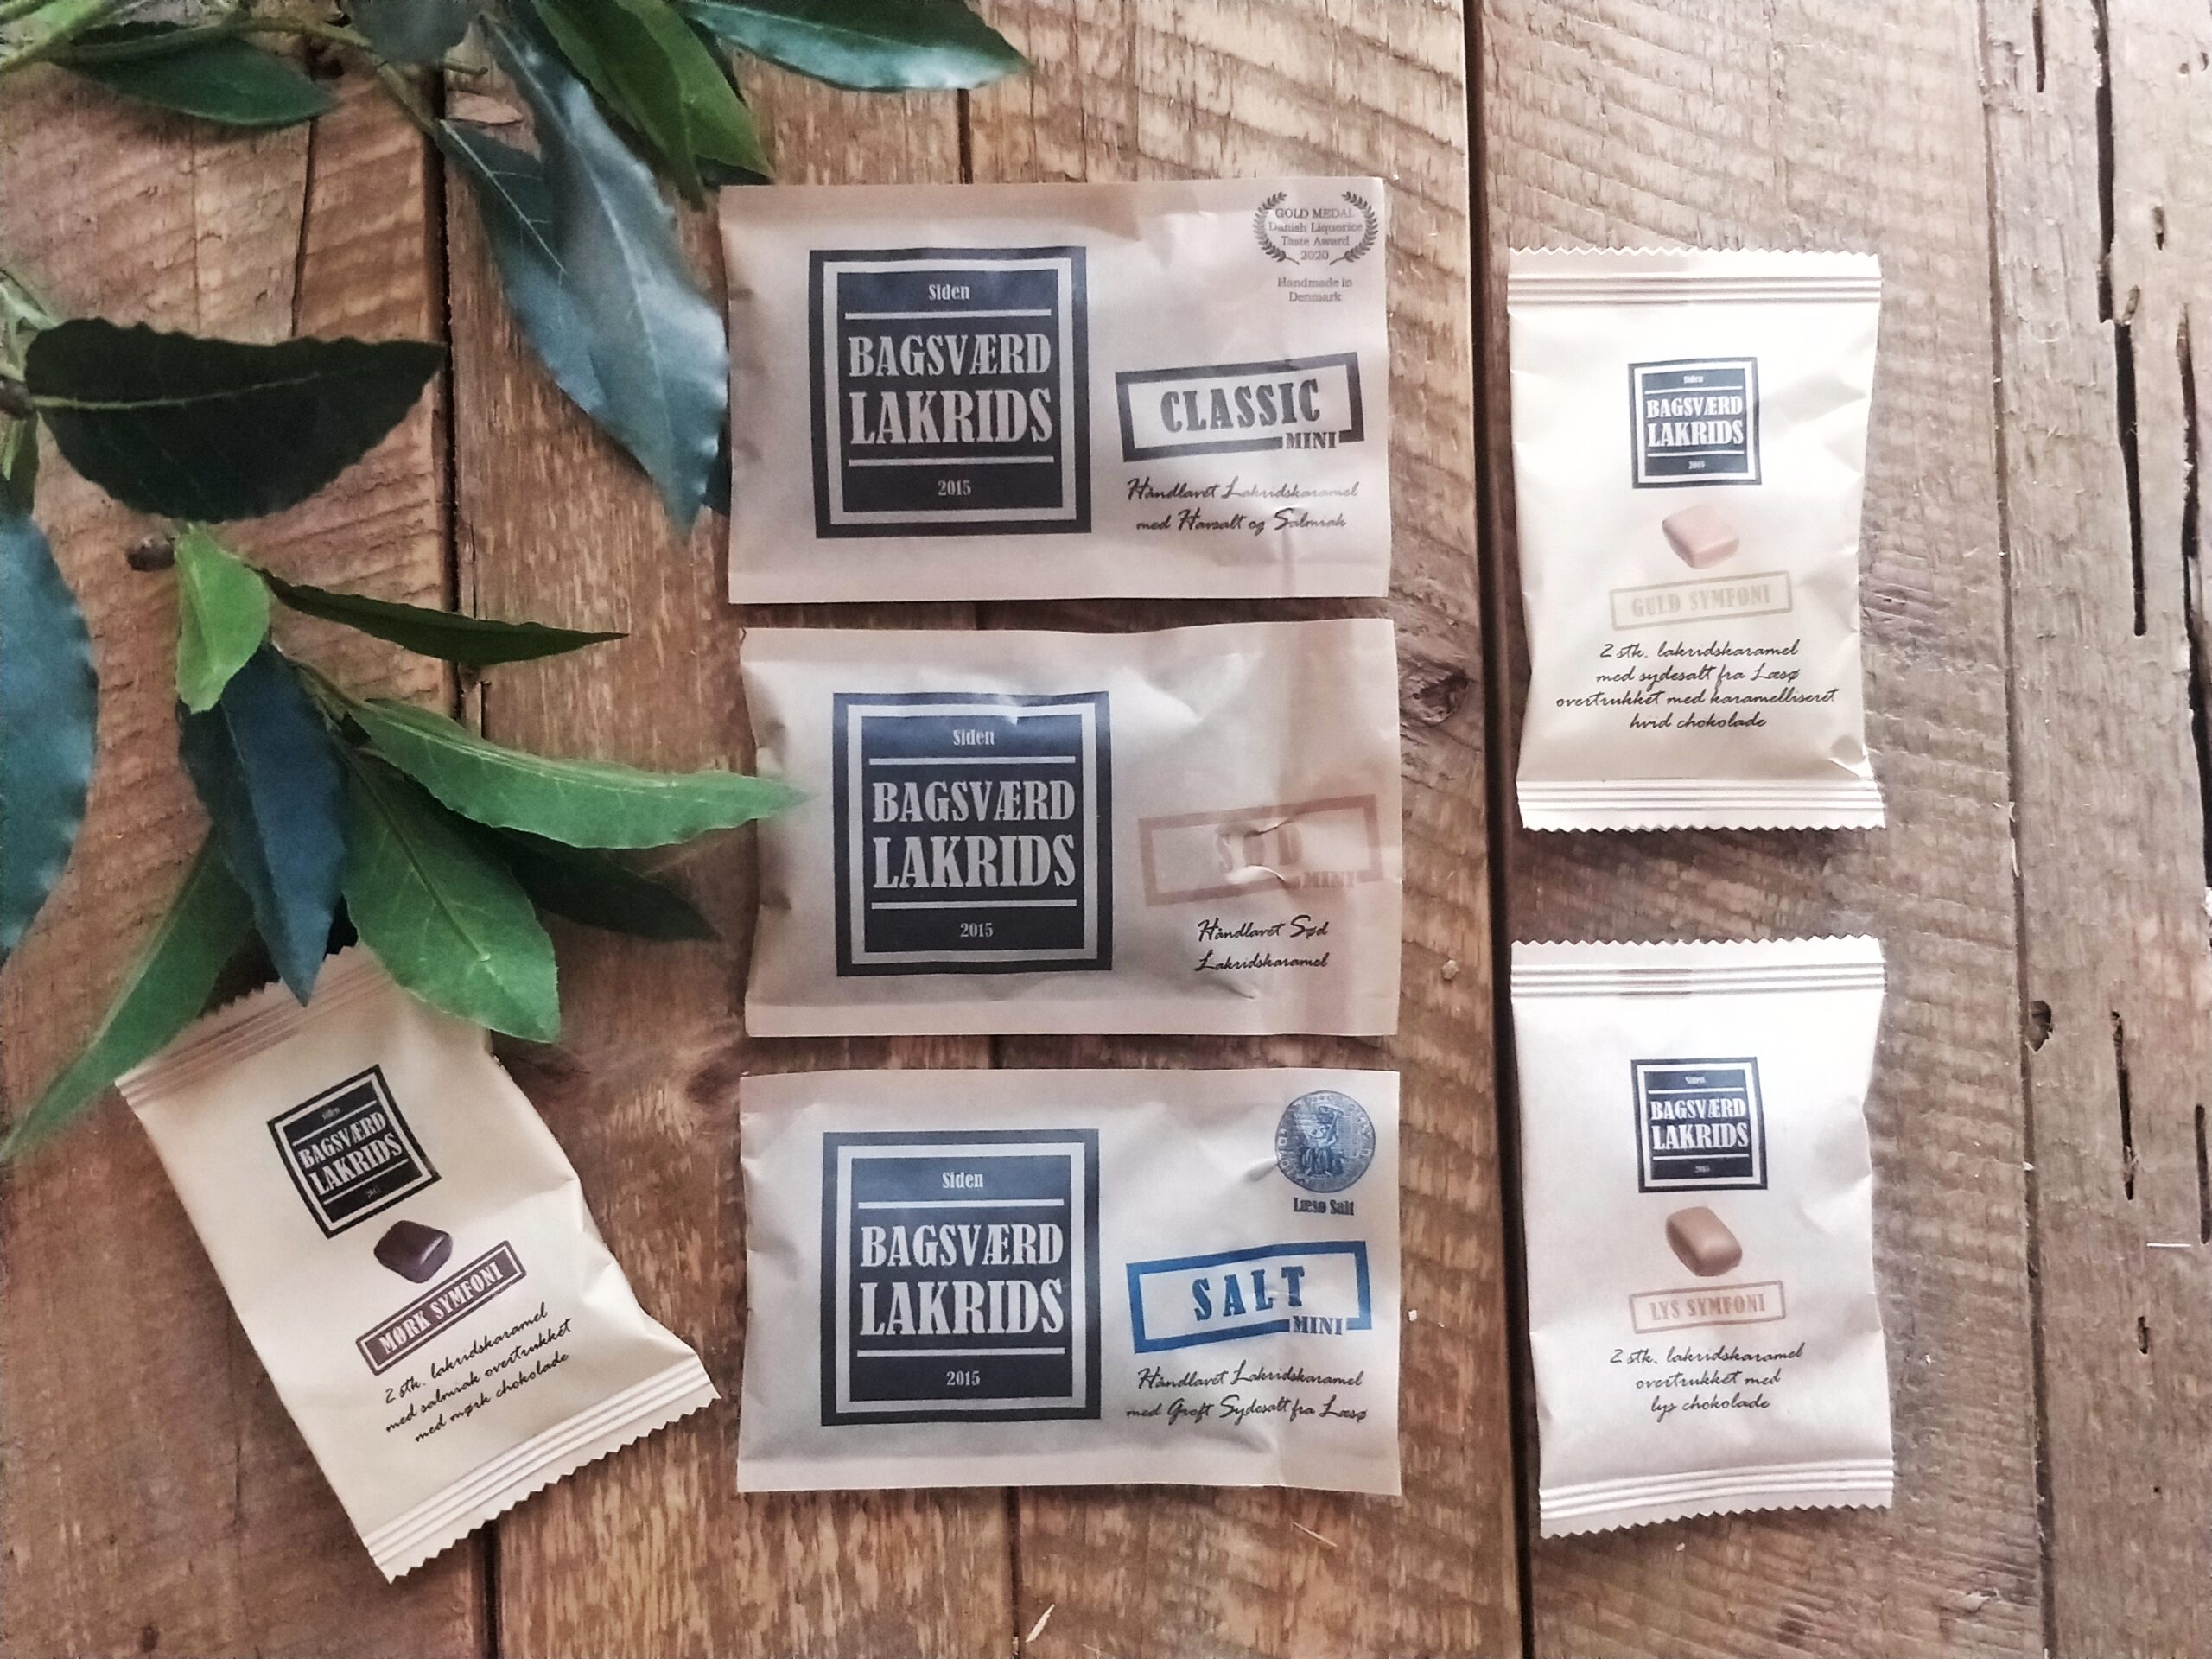 Siden
BAGSVÆRD
LAKRIDS
2015
GOLD MEDAL
Danish Liquorice
Taste Award
2020
Handmade in
Denmark
CLASSIC
MINI
Håndlavet Lakridskaramel
med Havsalt og Salmiak
Siden
BAGSVÆRD
LAKRIDS
2015
MINI
Håndlavet Sød
Lakridskaramel
Siden
BAGSVÆRD
LAKRIDS
2015
Læsø Salt
SALT
MINI
Håndlavet Lakridskaramel
med Groft Sydesalt fra Læsø
Siden
BAGSVÆRD
LAKRIDS
2015
GULD SYMFONI
2 stk. lakridskaramel
med sydesalt fra Læsø
overtrukket med karamelliseret
hvid chokolade
Siden
BAGSVÆRD
LAKRIDS
2015
LYS SYMFONI
2 stk. lakridskaramel
overtrukket med
lys chokolade
Siden
BAGSVÆRD
LAKRIDS
2015
MØRK SYMFONI
2 stk. lakridskaramel
med salmiak overtrukket
med mørk chokolade